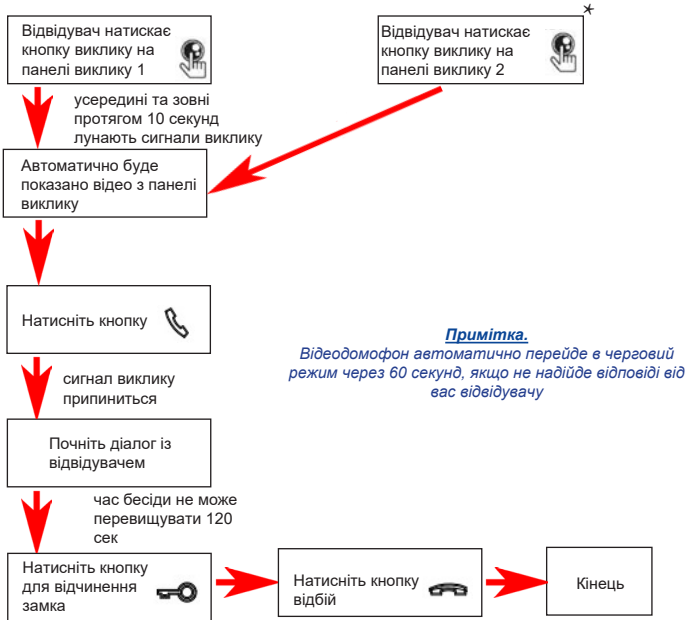 Відвідувач натискає
кнопку виклику на
панелі виклику 1
*
Відвідувач натискає
кнопку виклику на
панелі виклику 2
усередині та зовні
протягом 10 секунд
лунають сигнали виклику
Автоматично буде
показано відео з панелі
виклику
Натисніть кнопку
Примітка.
Відеодомофон автоматично перейде в черговий
режим через 60 секунд, якщо не надійде відповіді від
вас відвідувачу
сигнал виклику
припиниться
Почніть діалог із
відвідувачем
час бесіди не може
перевищувати 120
сек
Натисніть кнопку
для відчинення
замка
Натисніть кнопку
відбій
Кінець